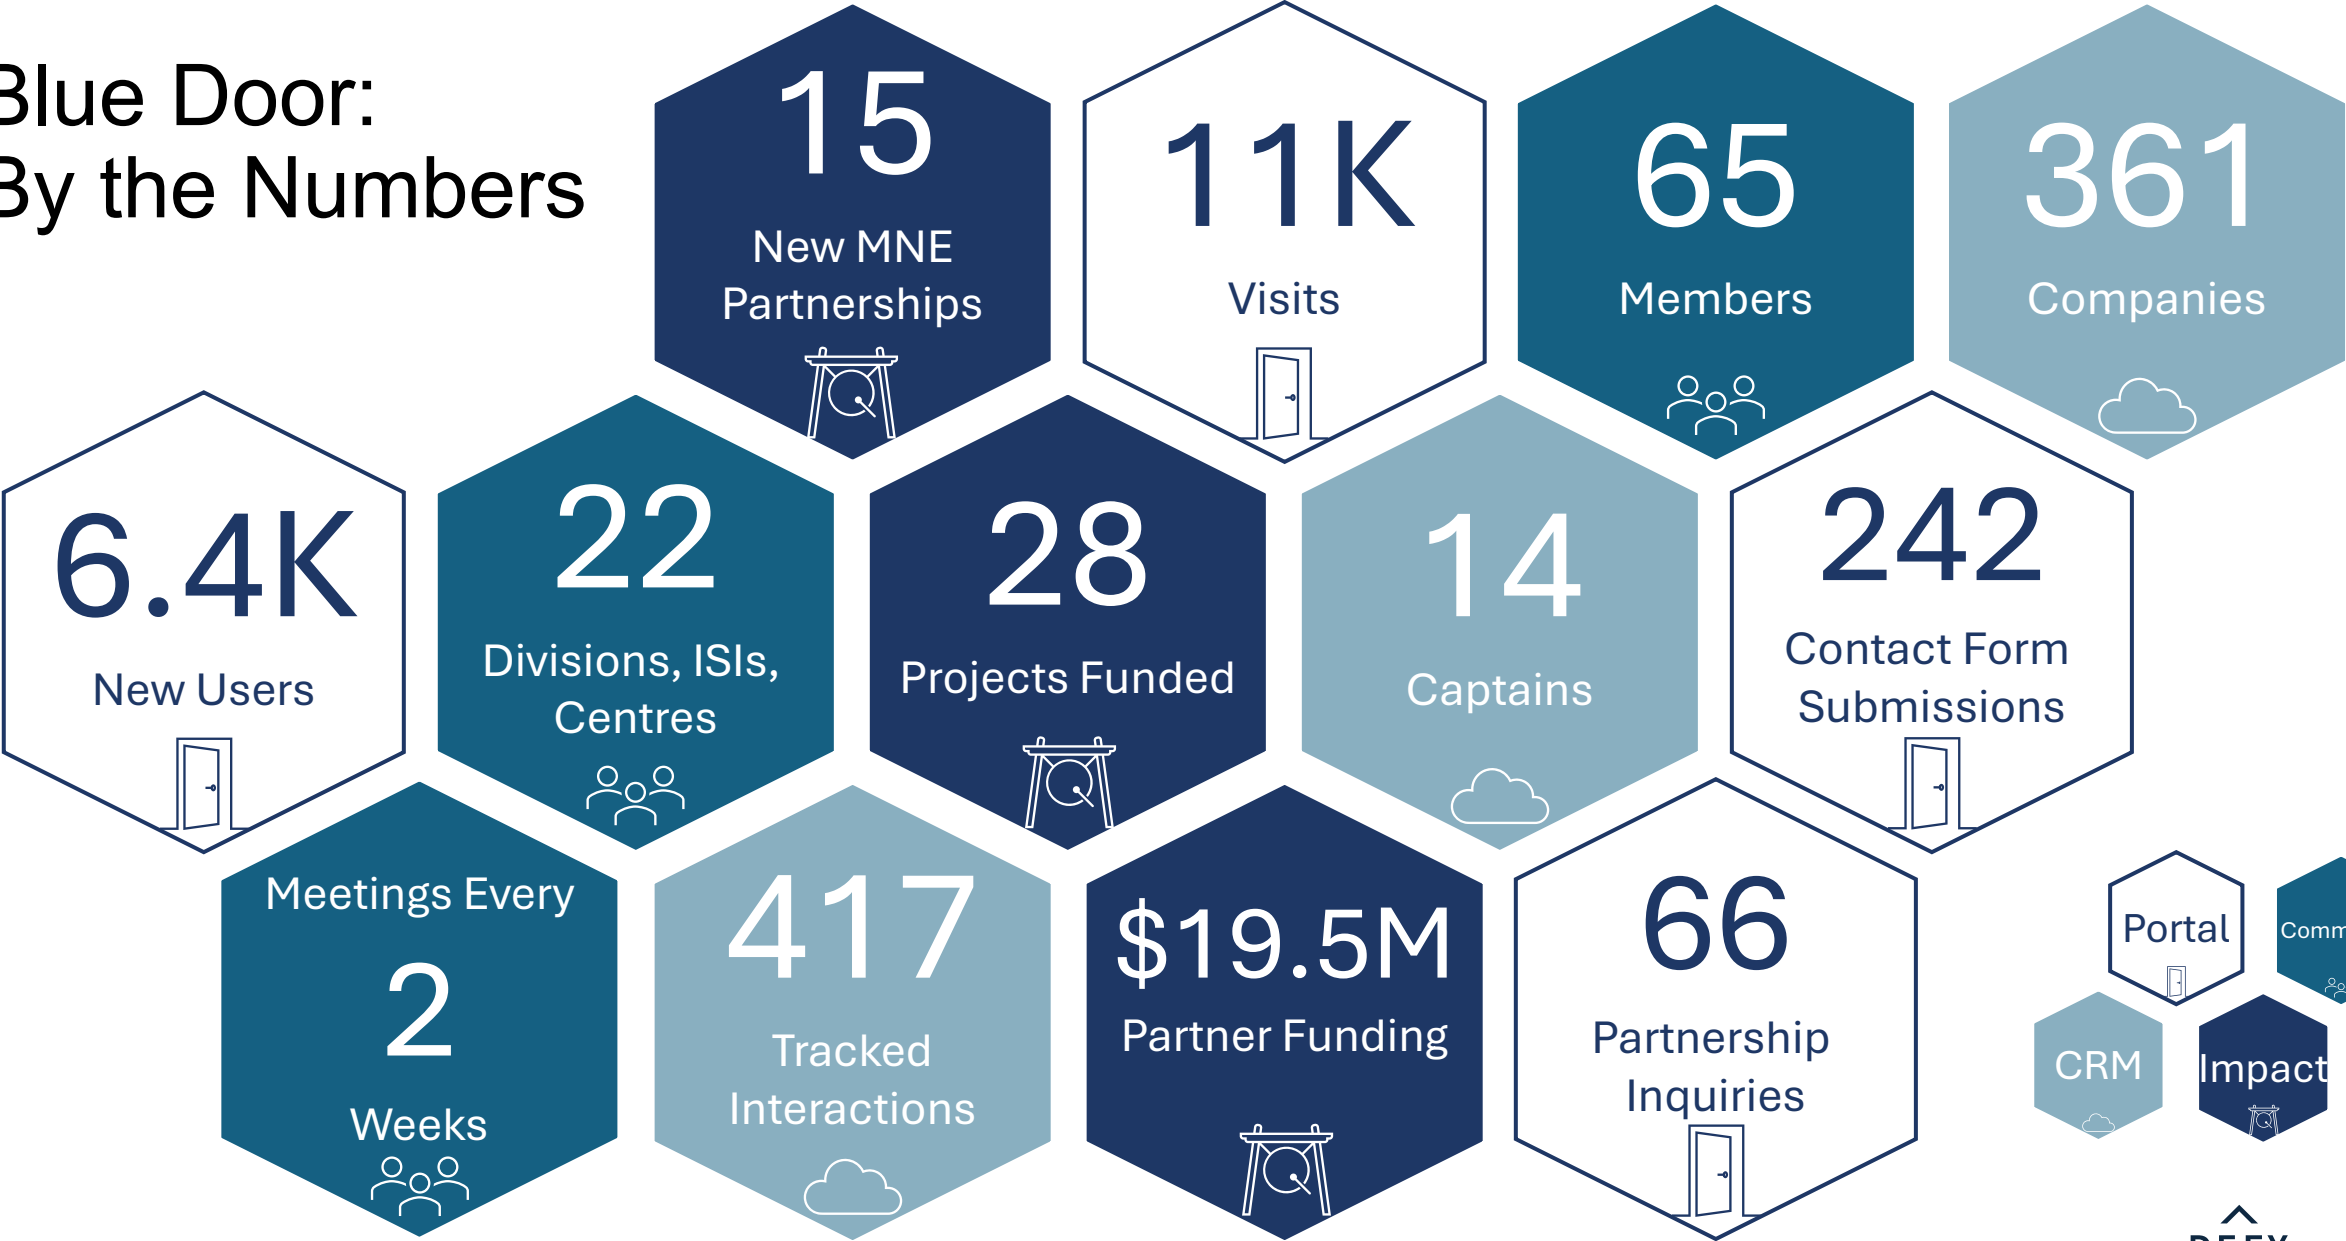 Blue Door:
By the Numbers
15
New MNE
Partnerships
11K
Visits
65
Members
361
Companies
6.4K
New Users
22
Divisions, ISIs,
Centres
28
Projects Funded
14
Captains
242
Contact Form
Submissions
Meetings Every
2
Weeks
417
Tracked
Interactions
$19.5M
Partner Funding
66
Partnership
Inquiries
Portal
CRM
Impact